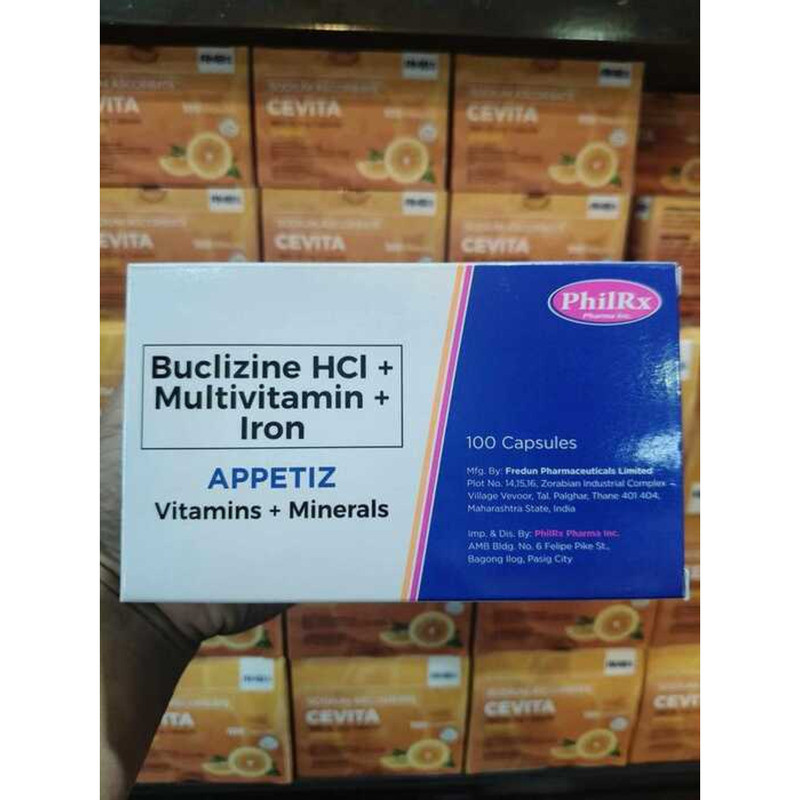 SODIUM ASCORBATE
CEVITA
CEVITA
CEVITA
CEVITA
CEVITA
PhilRx
Pharma Inc.
Buclizine HCl +
Multivitamin +
Iron
APPETIZ
Vitamins + Minerals
100 Capsules
Mfg. By: Fredun Pharmaceuticals Limited
Plot No. 14,15,16, Zorabian Industrial Complex –
Village Vevoor, Tal. Palghar, Thane 401 404,
Maharashtra State, India
Imp. & Dis. By: PhilRx Pharma Inc.
AMB Bldg. No. 6 Felipe Pike St.,
Bagong Ilog, Pasig City
CEVITA
CEVITA